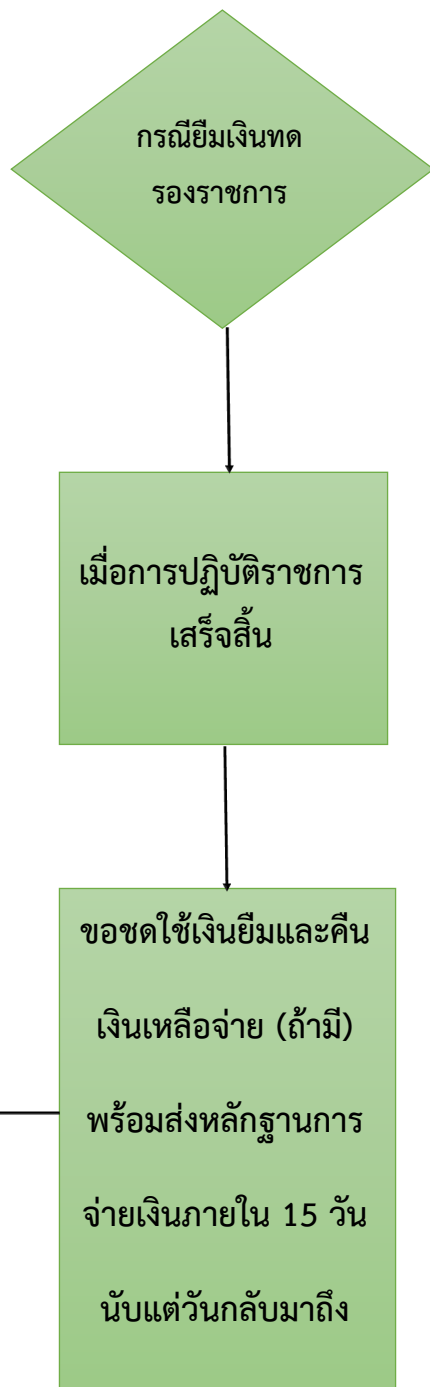 กรณียืมเงินทด
รองราชการ
เมื่อการปฏิบัติราชการ
เสร็จสิ้น
ขอชดใช้เงินยืมและคืน
เงินเหลือจ่าย (ถ้ามี)
พร้อมส่งหลักฐานการ
จ่ายเงินภายใน 15 วัน
นับแต่วันกลับมาถึง